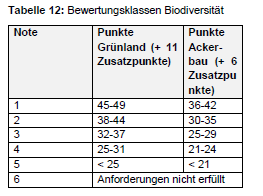 Tabelle 12: Bewertungsklassen Biodiversität
Note
Punkte
Grünland (+ 11
Zusatzpunkte)
Punkte
Acker-
bau (+ 6
Zusatzpu
nkte)
1 45-49 36-42
2 38-44 30-35
3 32-37 25-29
4 25-31 21-24
5 < 25 < 21
6 Anforderungen nicht erfüllt